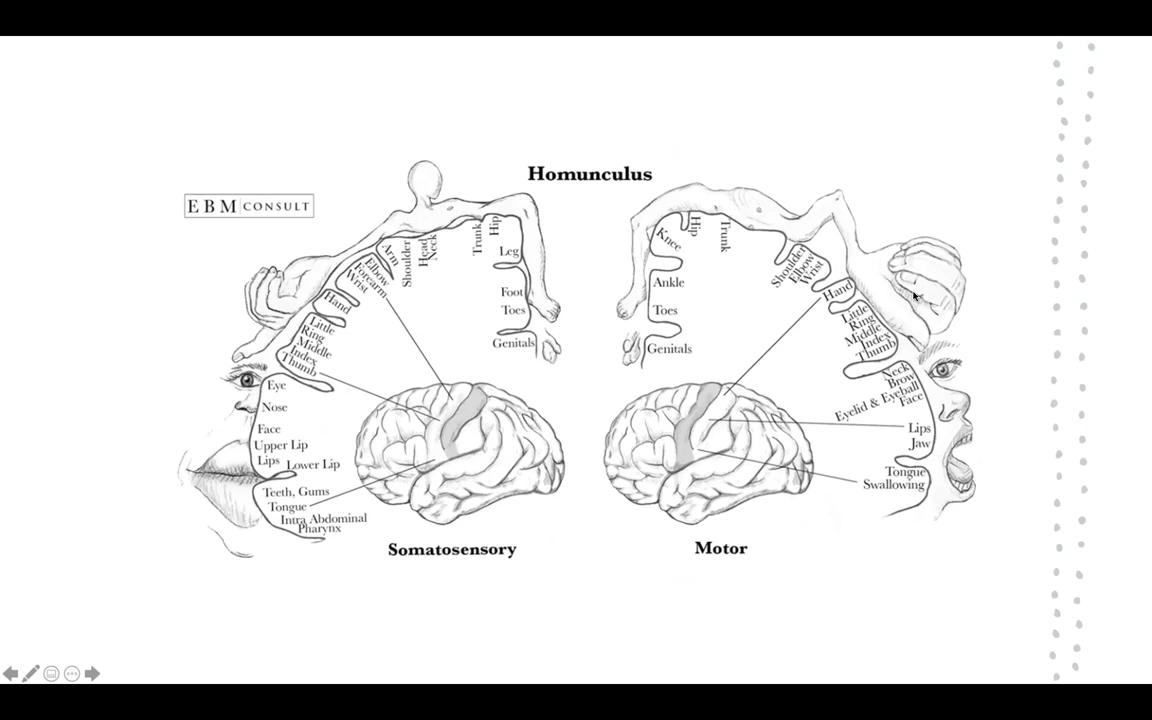 Homunculus
EBM CONSULT
Hip
Trunk
Neck
Head
Shoulder
Arm
Elbow
Forearm
Wrist
Hand
Little
Ring
Middle
Index
Thumb
Eye
Nose
Face
Upper Lip
Lips
Lower Lip
Teeth, Gums
Tongue
Intra Abdominal
Pharynx
Leg
Foot
Toes
Genitals
Somatosensory
Knee
Hip
Trunk
Shoulder
Elbow
Wrist
Hand
Little
Ring
Middle
Index
Thumb
Neck
Brow
Eyelid & Eyeball
Face
Lips
Jaw
Tongue
Swallowing
Ankle
Toes
Genitals
Motor